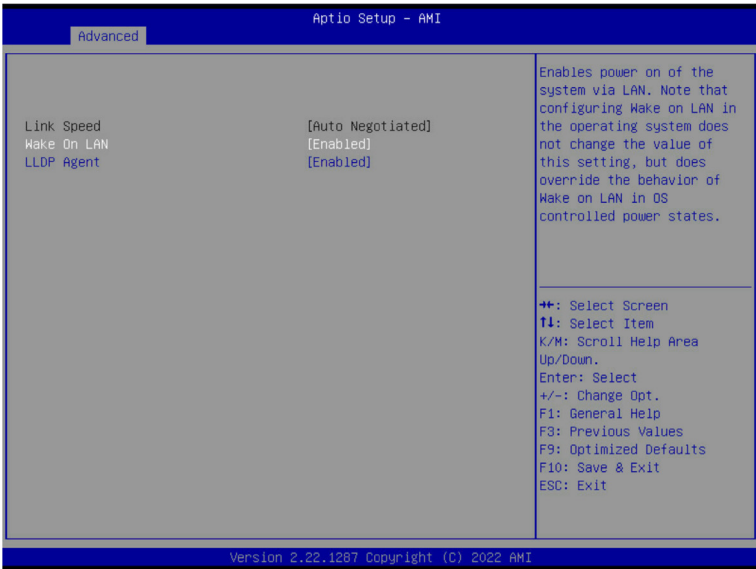 Aptio Setup – AMI
Advanced
Link Speed [Auto Negotiated]
Wake On LAN [Enabled]
LLDP Agent [Enabled]
Enables power on of the
system via LAN. Note that
configuring Wake on LAN in
the operating system does
not change the value of
this setting, but does
override the behavior of
Wake on LAN in OS
controlled power states.
→←: Select Screen
↑↓: Select Item
K/M: Scroll Help Area
Up/Down.
Enter: Select
+/-: Change Opt.
F1: General Help
F3: Previous Values
F9: Optimized Defaults
F10: Save & Exit
ESC: Exit
Version 2.22.1287 Copyright (C) 2022 AMI